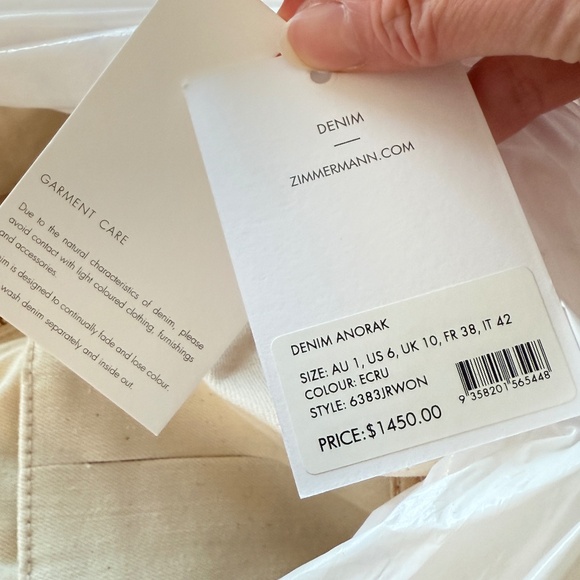 GARMENT CARE
Due to the natural characteristics of denim, please
avoid contact with light coloured clothing, furnishings
and accessories.
is designed to continually fade and lose colour.
wash denim separately and inside out.
DENIM
ZIMMERMANN.COM
DENIM ANORAK
SIZE: AU 1, US 6, UK 10, FR 38, IT 42
COLOUR: ECRU
STYLE: 6383JRWON
PRICE:$1450.00
9 358201 565448